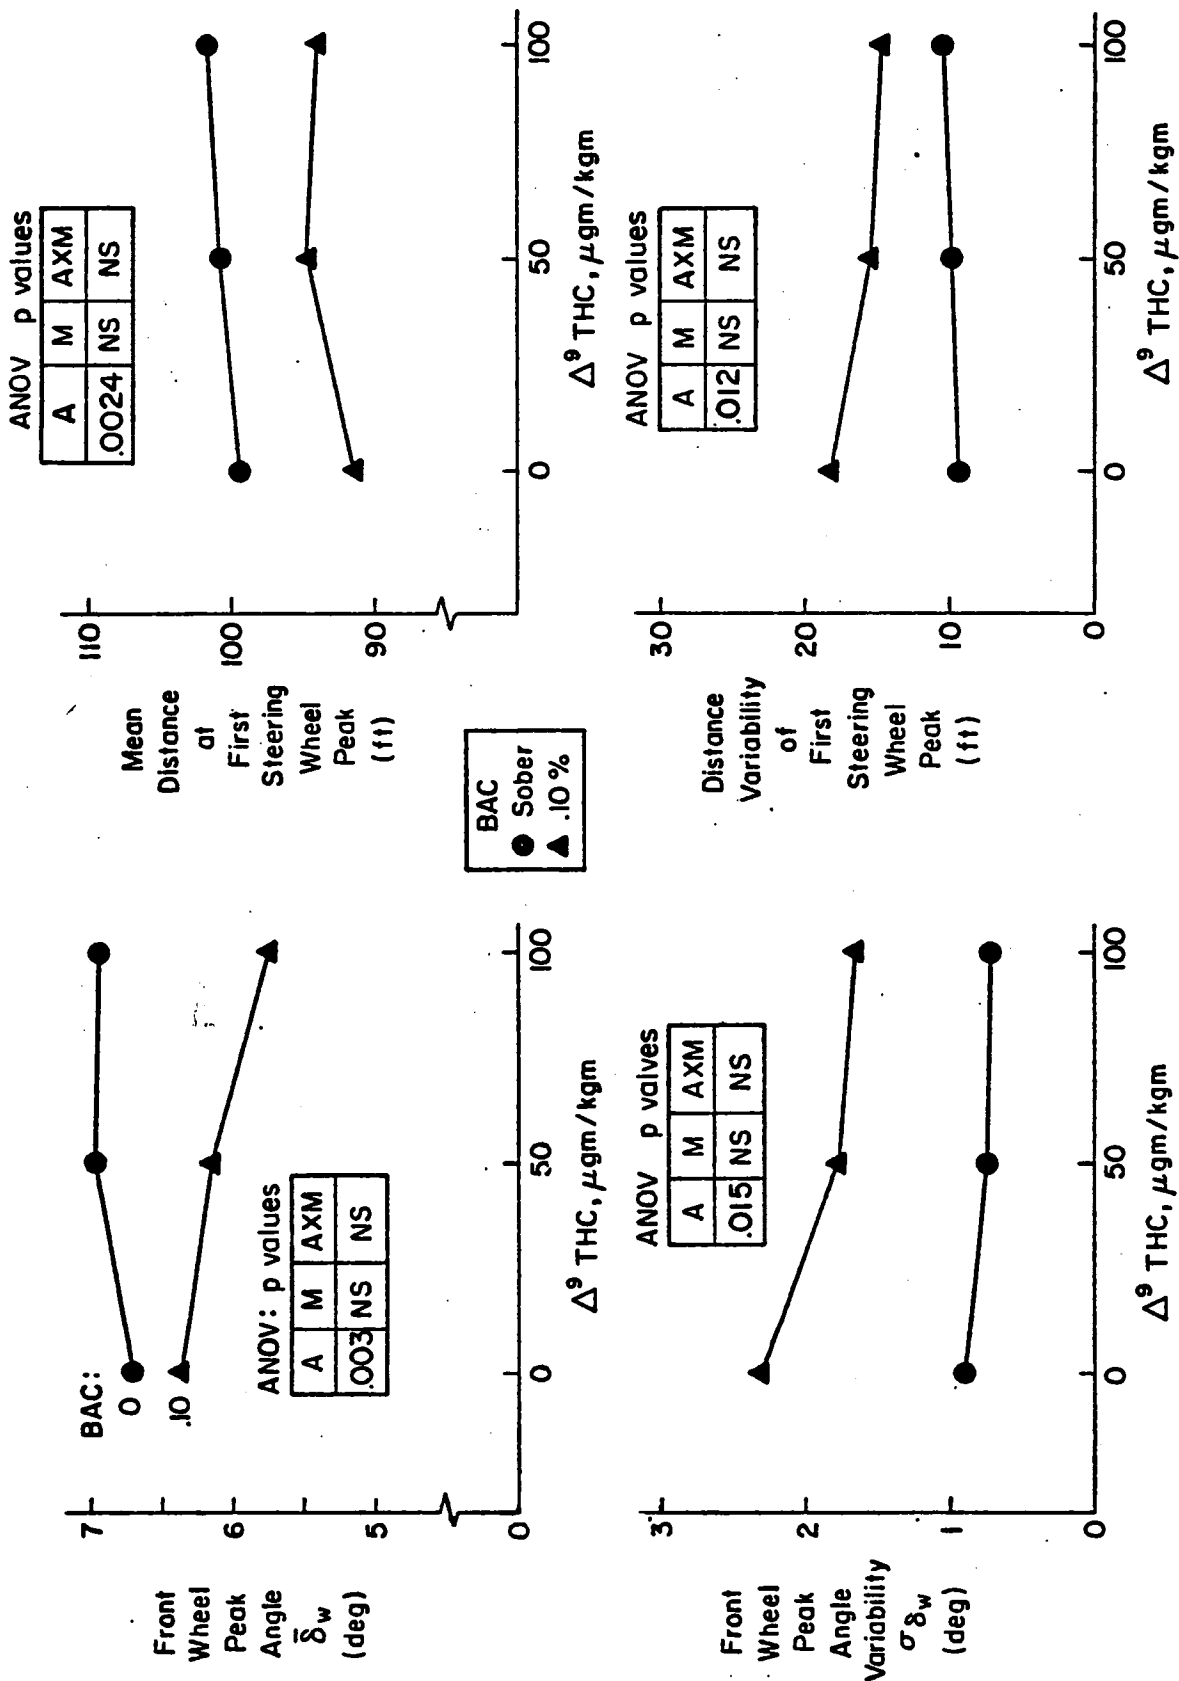 Front
Wheel
Peak
Angle
δ̄w
(deg)
7
6
5
0
BAC:
0
.10
ANOV: p values
A M AXM
.003 NS NS
0 50 100
Δ⁹ THC, μgm/kgm
Mean
Distance
at
First
Steering
Wheel
Peak
(ft)
110
100
90
ANOV p values
A M AXM
.0024 NS NS
0 50 100
Δ⁹ THC, μgm/kgm
BAC
● Sober
▲ .10 %
Front
Wheel
Peak
Angle
Variability
σδw
(deg)
3
2
1
0
ANOV p valves
A M AXM
.015 NS NS
0 50 100
Δ⁹ THC, μgm/kgm
Distance
Variability
of
First
Steering
Wheel
Peak
(ft)
30
20
10
0
ANOV p values
A M AXM
.012 NS NS
0 50 100
Δ⁹ THC, μgm/kgm